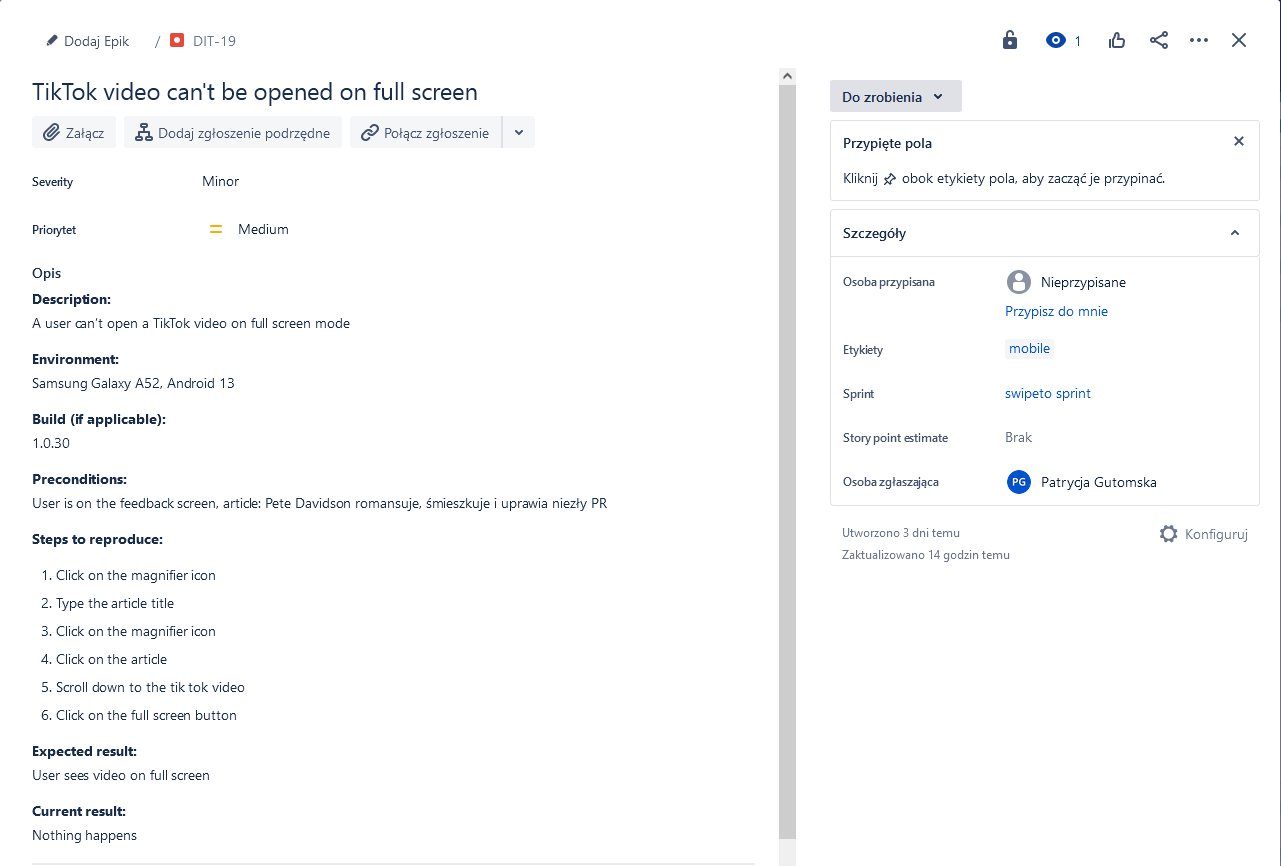 Dodaj Epik / DIT-19
1
TikTok video can't be opened on full screen
Załącz Dodaj zgłoszenie podrzędne Połącz zgłoszenie
Severity Minor
Priorytet Medium
Opis
Description:
A user can’t open a TikTok video on full screen mode
Environment:
Samsung Galaxy A52, Android 13
Build (if applicable):
1.0.30
Preconditions:
User is on the feedback screen, article: Pete Davidson romansuje, śmieszkuje i uprawia niezły PR
Steps to reproduce:
1. Click on the magnifier icon
2. Type the article title
3. Click on the magnifier icon
4. Click on the article
5. Scroll down to the tik tok video
6. Click on the full screen button
Expected result:
User sees video on full screen
Current result:
Nothing happens
Do zrobienia
Przypięte pola
Kliknij obok etykiety pola, aby zacząć je przypinać.
Szczegóły
Osoba przypisana Nieprzypisane
Przypisz do mnie
Etykiety mobile
Sprint swipeto sprint
Story point estimate Brak
Osoba zgłaszająca PG Patrycja Gutomska
Utworzono 3 dni temu Konfiguruj
Zaktualizowano 14 godzin temu